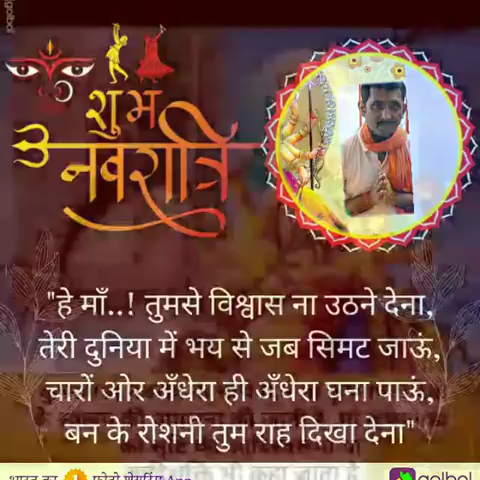 शुभ
नवरात्रि
"हे माँ..! तुमसे विश्वास ना उठने देना,
तेरी दुनिया में भय से जब सिमट जाऊं,
चारों ओर अँधेरा ही अँधेरा घना पाऊं,
बन के रोशनी तुम राह दिखा देना"
golbol